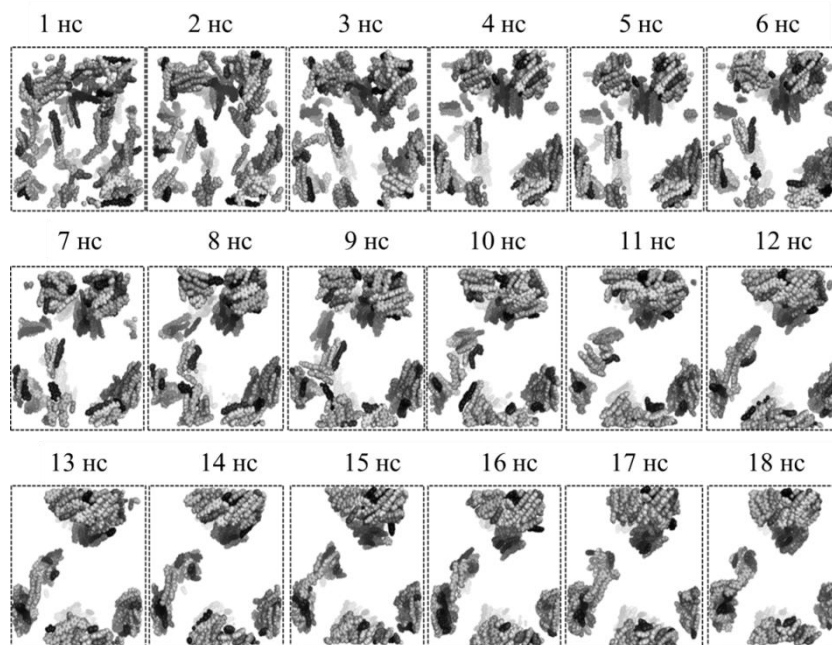 1 нс 2 нс 3 нс 4 нс 5 нс 6 нс
7 нс 8 нс 9 нс 10 нс 11 нс 12 нс
13 нс 14 нс 15 нс 16 нс 17 нс 18 нс